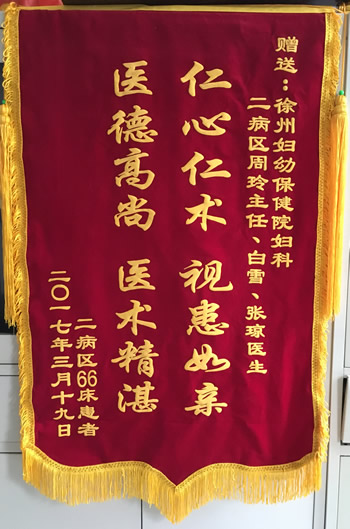 赠送：徐州妇幼保健院妇科
二病区周玲主任、白雪、张琼医生
仁心仁术 视患如亲
医德高尚 医术精湛
二病区66床患者
二〇一七年三月十九日